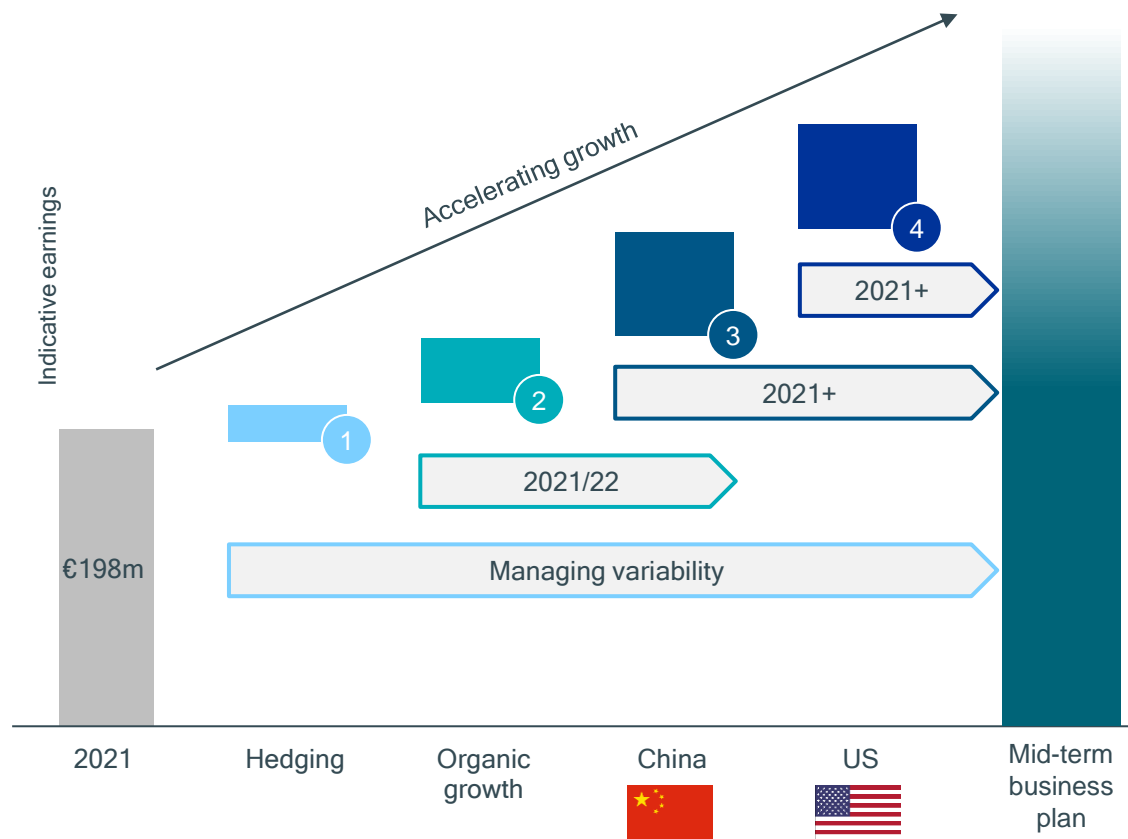 Indicative earnings
Accelerating growth
4
2021+
3
2021+
2
1
2021/22
€198m
Managing variability
2021
Hedging
Organic
growth
China
US
Mid-term
business
plan